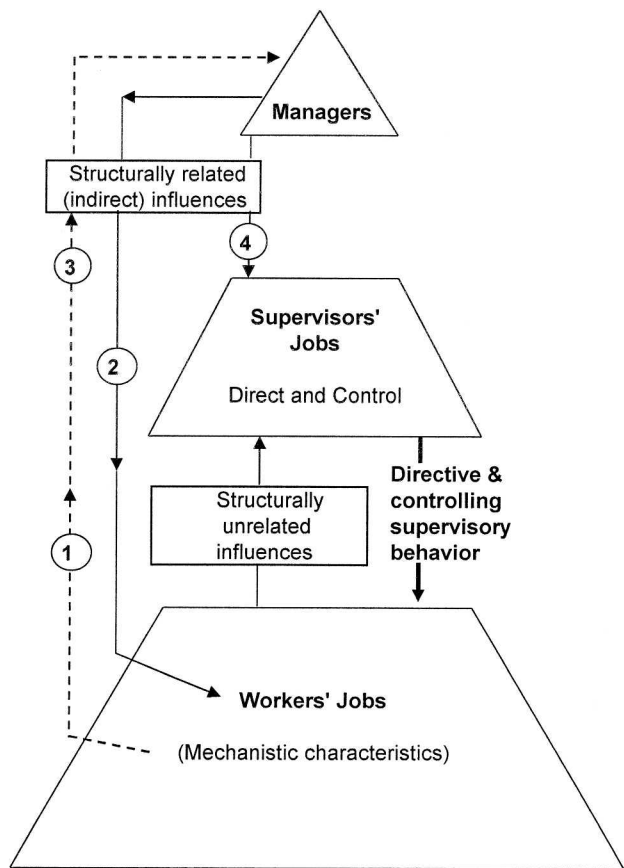 Managers
Structurally related
(indirect) influences
4
3
Supervisors'
Jobs
2
Direct and Control
Directive &
controlling
supervisory
behavior
Structurally
unrelated
influences
1
Workers' Jobs
(Mechanistic characteristics)